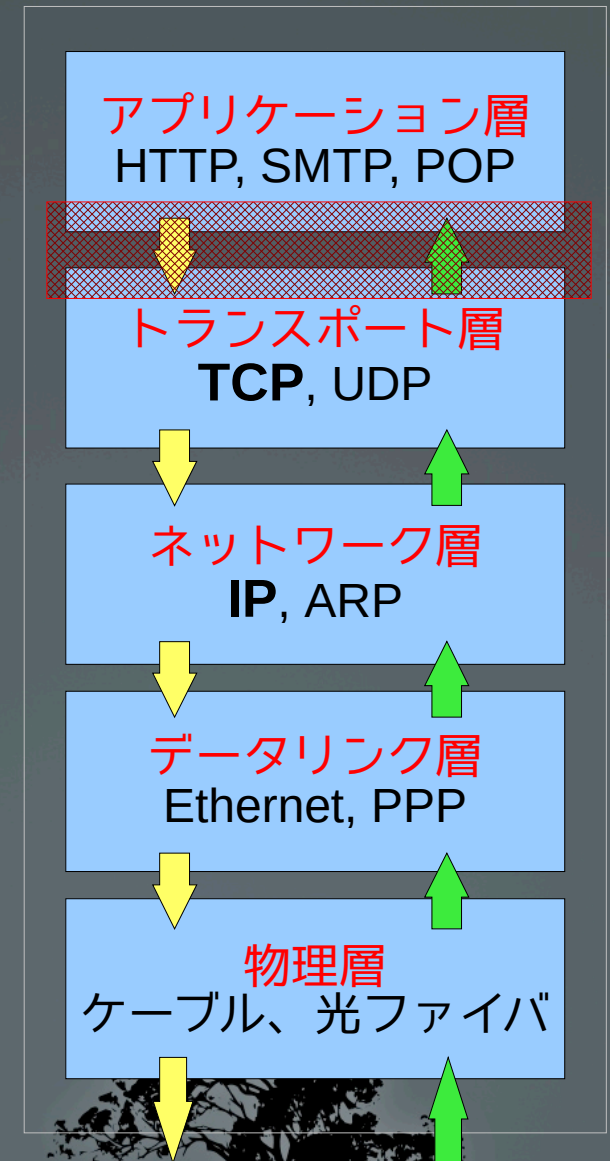 アプリケーション層
HTTP, SMTP, POP
トランスポート層
TCP, UDP
ネットワーク層
IP, ARP
データリンク層
Ethernet, PPP
物理層
ケーブル、光ファイバ